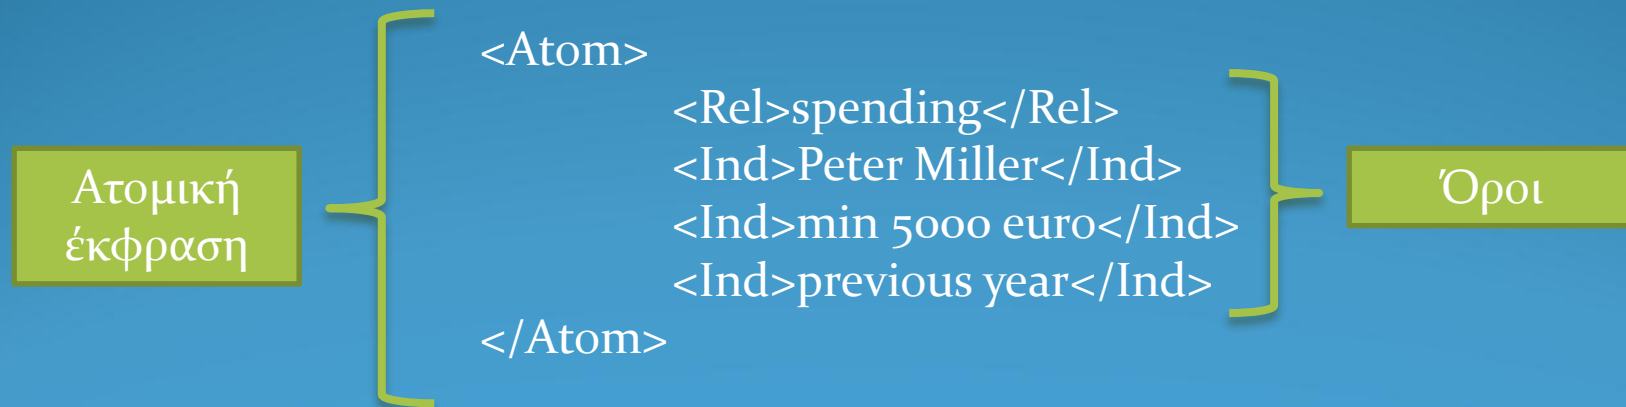 Ατομική
έκφραση
<Atom>
<Rel>spending</Rel>
<Ind>Peter Miller</Ind>
<Ind>min 5000 euro</Ind>
<Ind>previous year</Ind>
</Atom>
Όροι